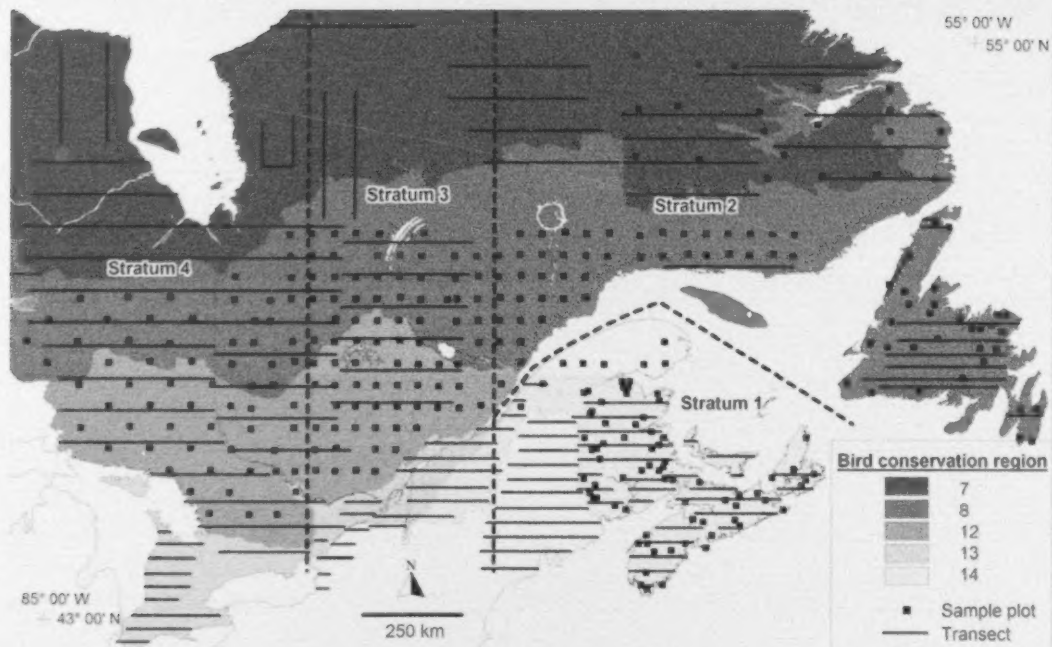 55° 00' W
55° 00' N
Stratum 3
Stratum 2
Stratum 4
Stratum 1
Bird conservation region
7
8
12
13
14
Sample plot
Transect
N
250 km
85° 00' W
43° 00' N